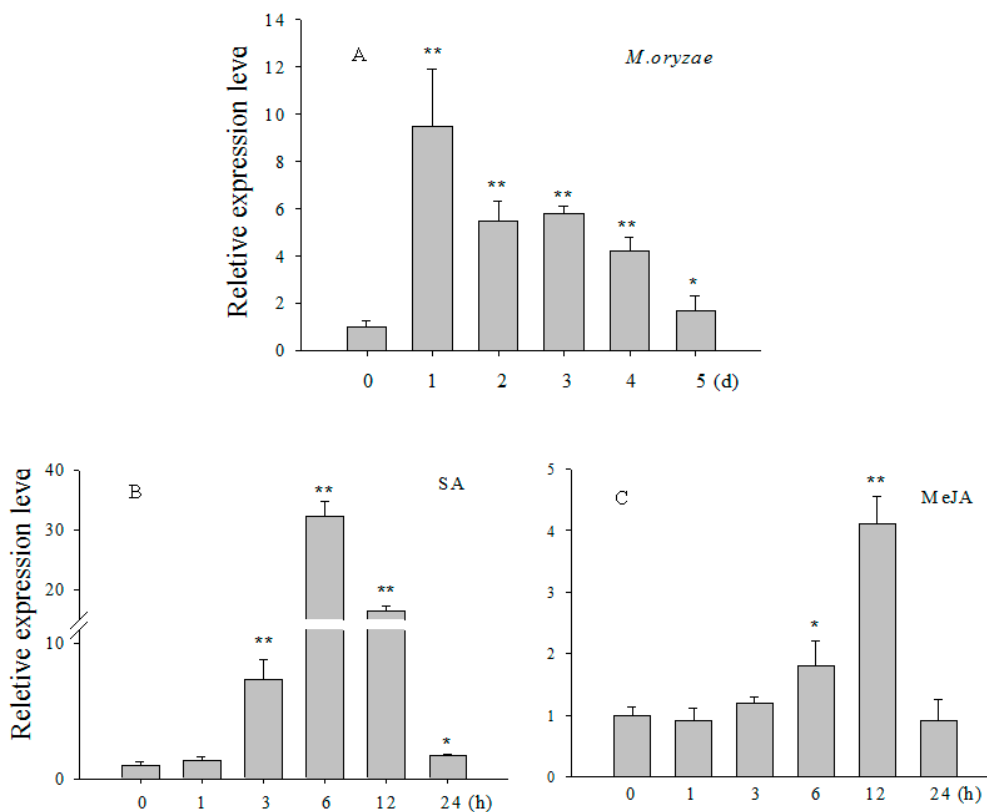 14
A
**
M.oryzae
12
10
8
**
**
6
**
4
*
2
0
0 1 2 3 4 5 (d)
Reletive expression leve
40
B
**
SA
30
**
20
**
10
*
0
0 1 3 6 12 24 (h)
Reletive expression leve
5
C
**
MeJA
4
3
*
2
1
0
0 1 3 6 12 24 (h)